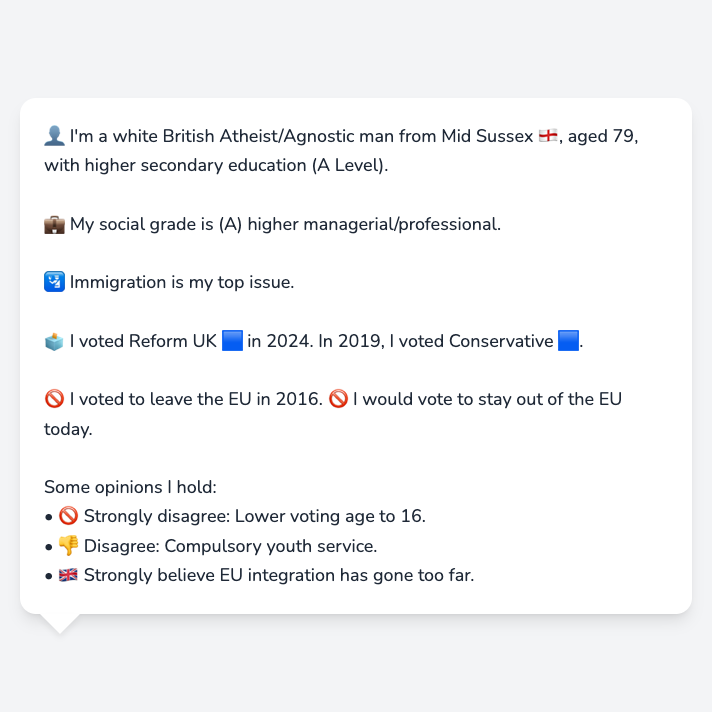 👤 I'm a white British Atheist/Agnostic man from Mid Sussex 🏴󠁧󠁢󠁥󠁮󠁧󠁿, aged 79,
with higher secondary education (A Level).
💼 My social grade is (A) higher managerial/professional.
🛂 Immigration is my top issue.
🗳️ I voted Reform UK 🟦 in 2024. In 2019, I voted Conservative 🟦.
🚫 I voted to leave the EU in 2016. 🚫 I would vote to stay out of the EU
today.
Some opinions I hold:
• 🚫 Strongly disagree: Lower voting age to 16.
• 👎 Disagree: Compulsory youth service.
• 🇬🇧 Strongly believe EU integration has gone too far.